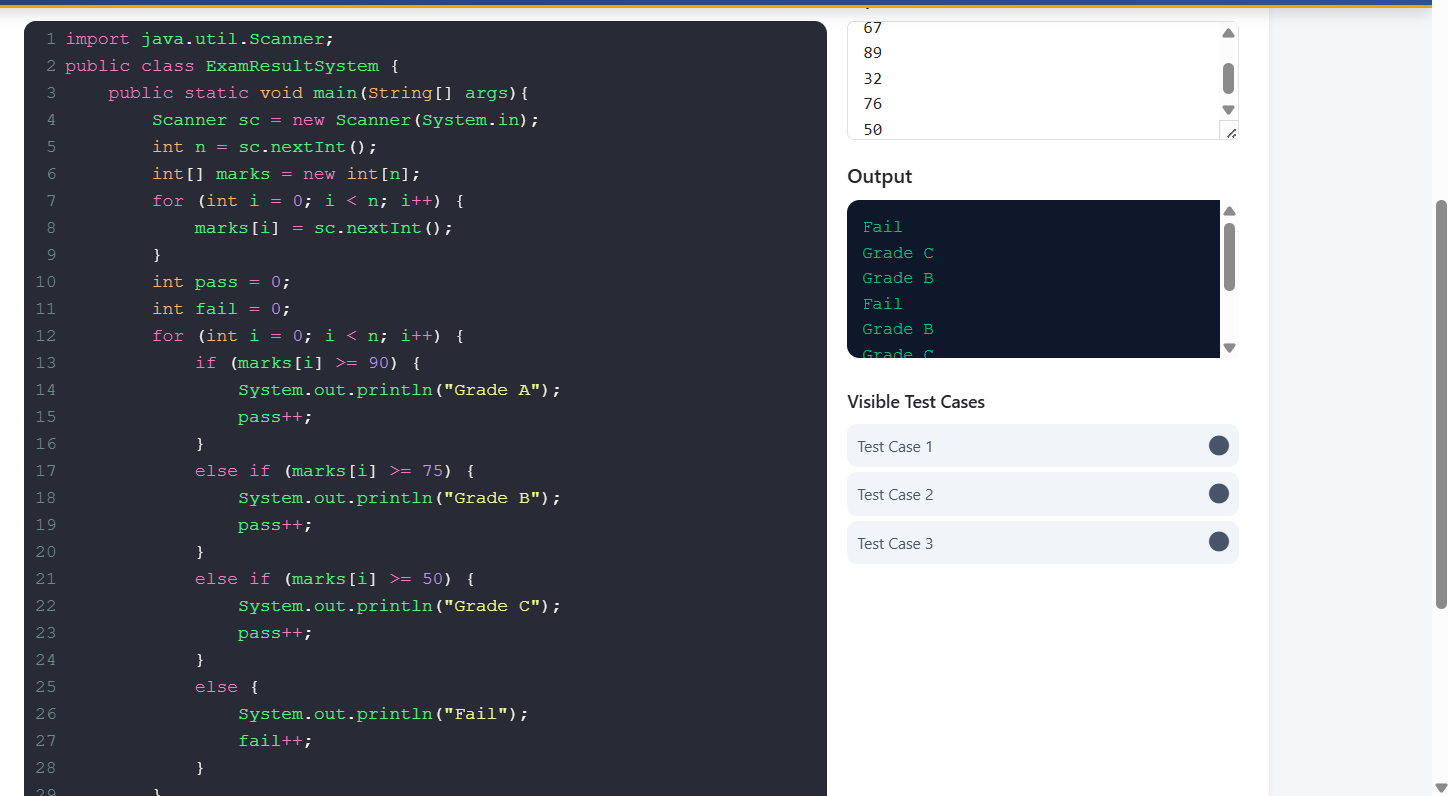 1 import java.util.Scanner;
2 public class ExamResultSystem {
3     public static void main(String[] args){
4         Scanner sc = new Scanner(System.in);
5         int n = sc.nextInt();
6         int[] marks = new int[n];
7         for (int i = 0; i < n; i++) {
8             marks[i] = sc.nextInt();
9         }
10         int pass = 0;
11         int fail = 0;
12         for (int i = 0; i < n; i++) {
13             if (marks[i] >= 90) {
14                 System.out.println("Grade A");
15                 pass++;
16             }
17             else if (marks[i] >= 75) {
18                 System.out.println("Grade B");
19                 pass++;
20             }
21             else if (marks[i] >= 50) {
22                 System.out.println("Grade C");
23                 pass++;
24             }
25             else {
26                 System.out.println("Fail");
27                 fail++;
28             }
29         }
67
89
32
76
50
Output
Fail
Grade C
Grade B
Fail
Grade B
Grade C
Visible Test Cases
Test Case 1
Test Case 2
Test Case 3